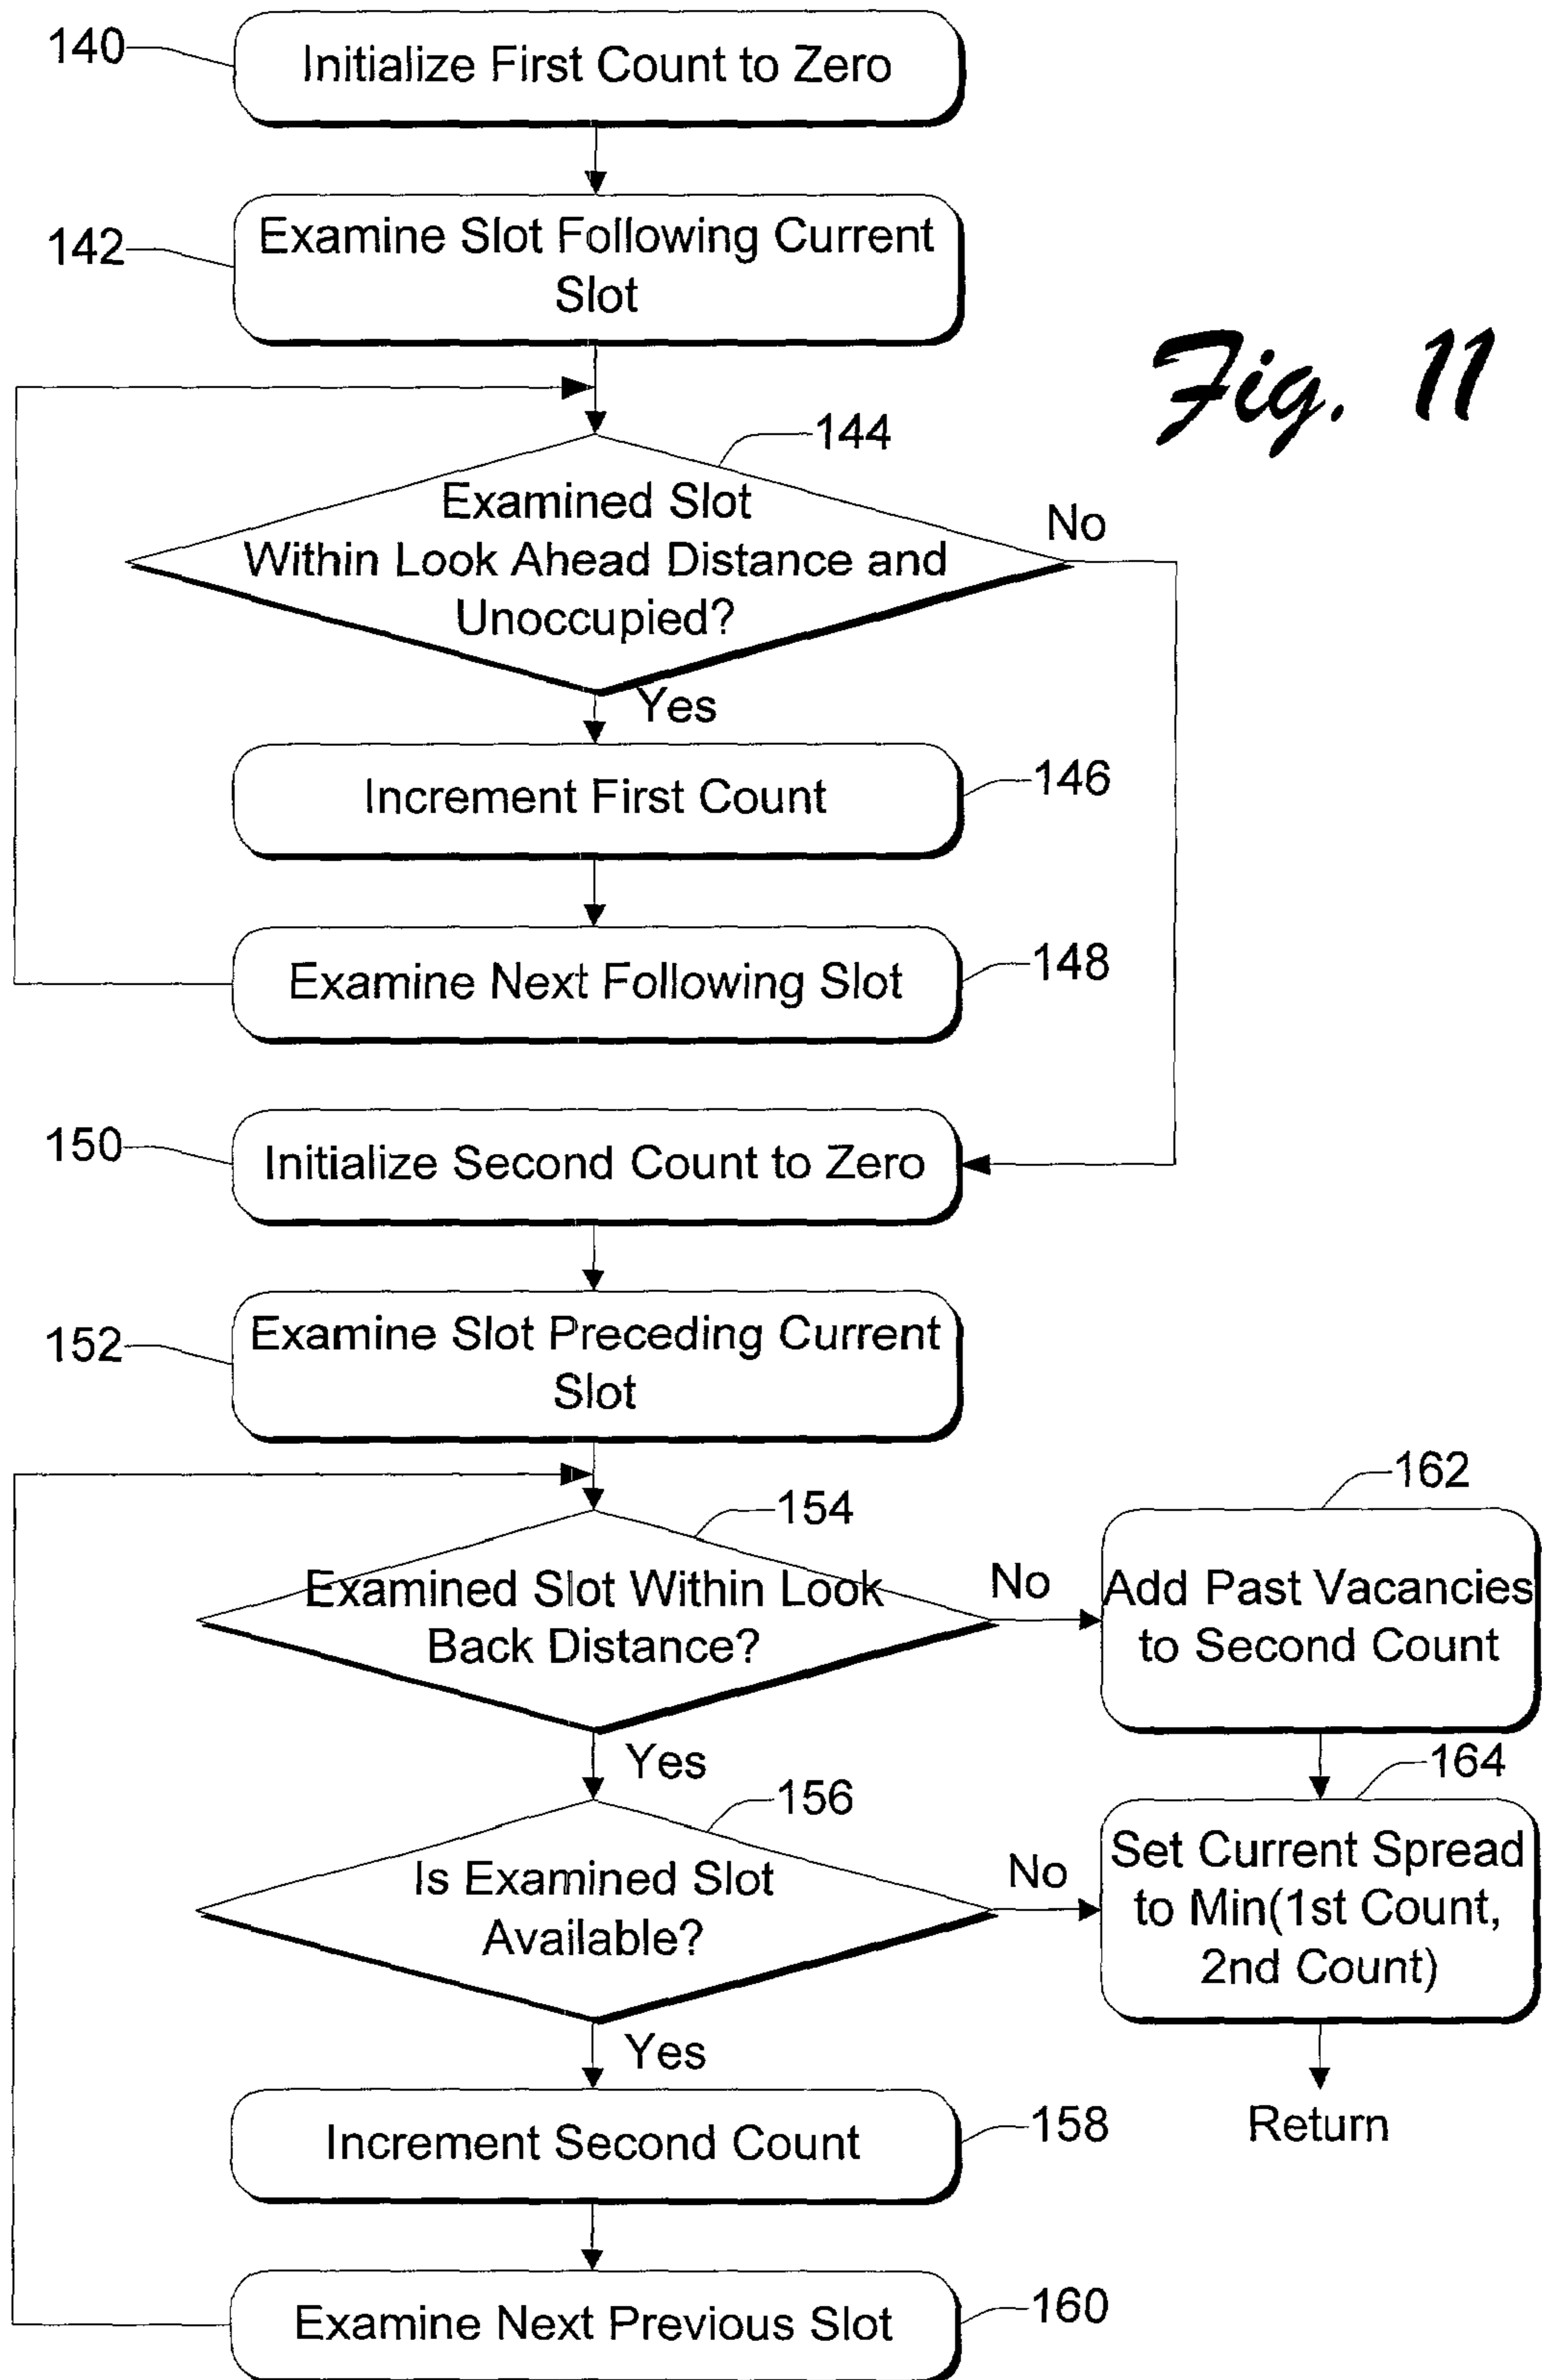 140
Initialize First Count to Zero
142
Examine Slot Following Current
Slot
Fig. 11
144
Examined Slot
Within Look Ahead Distance and
Unoccupied?
No
Yes
Increment First Count
146
Examine Next Following Slot
148
150
Initialize Second Count to Zero
152
Examine Slot Preceding Current
Slot
154
Examined Slot Within Look
Back Distance?
No
162
Add Past Vacancies
to Second Count
Yes
156
Is Examined Slot
Available?
No
164
Set Current Spread
to Min(1st Count,
2nd Count)
Yes
Return
Increment Second Count
158
Examine Next Previous Slot
160